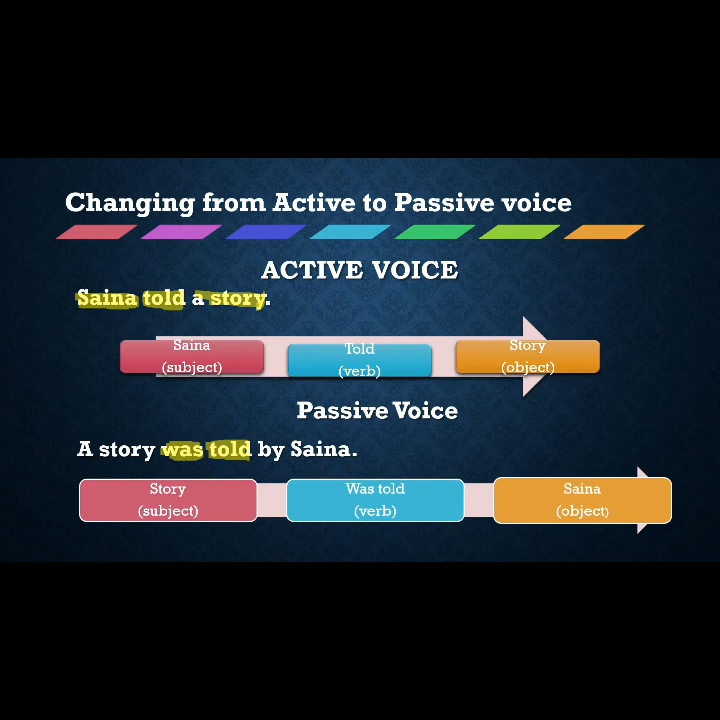 Changing from Active to Passive voice
ACTIVE VOICE
Saina told a story.
Saina
(subject)
Told
(verb)
Story
(object)
Passive Voice
A story was told by Saina.
Story
(subject)
Was told
(verb)
Saina
(object)